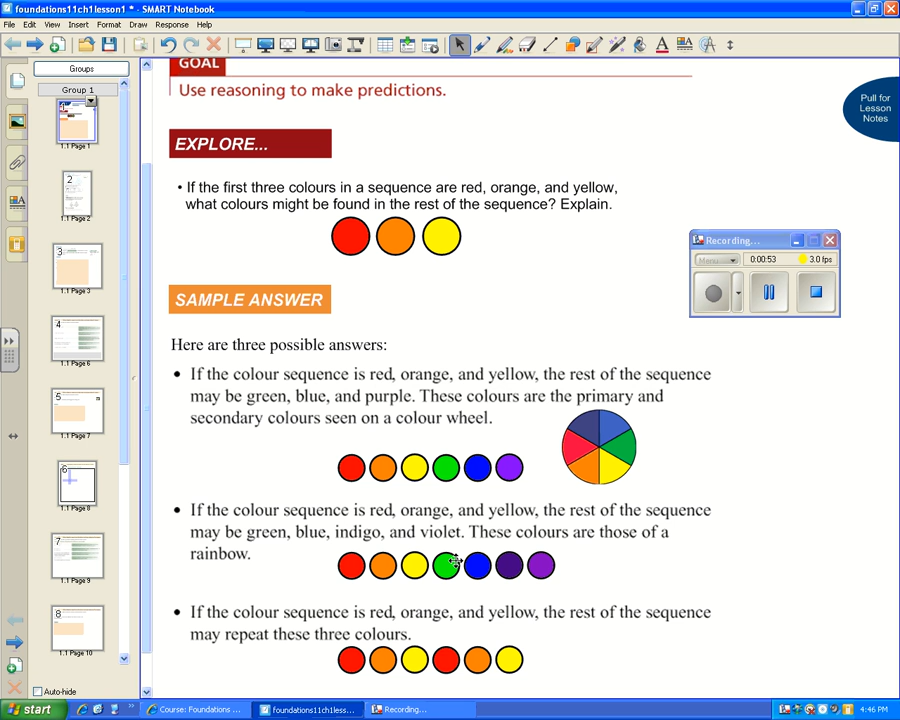 foundations11ch1lesson1 * - SMART Notebook
File Edit View Insert Format Draw Response Help
Groups
Group 1
1.1 Page 1
2
1.1 Page 2
3
1.1 Page 3
4
1.1 Page 6
5
1.1 Page 7
6
1.1 Page 8
7
1.1 Page 9
8
1.1 Page 10
Auto-hide
GOAL
Use reasoning to make predictions.
Pull for
Lesson
Notes
EXPLORE...
• If the first three colours in a sequence are red, orange, and yellow,
what colours might be found in the rest of the sequence? Explain.
Recording...
Menu
0:00:53
3.0 fps
SAMPLE ANSWER
Here are three possible answers:
• If the colour sequence is red, orange, and yellow, the rest of the sequence
may be green, blue, and purple. These colours are the primary and
secondary colours seen on a colour wheel.
• If the colour sequence is red, orange, and yellow, the rest of the sequence
may be green, blue, indigo, and violet. These colours are those of a
rainbow.
• If the colour sequence is red, orange, and yellow, the rest of the sequence
may repeat these three colours.
start
Course: Foundations ...
foundations11ch1less...
Recording...
4:46 PM